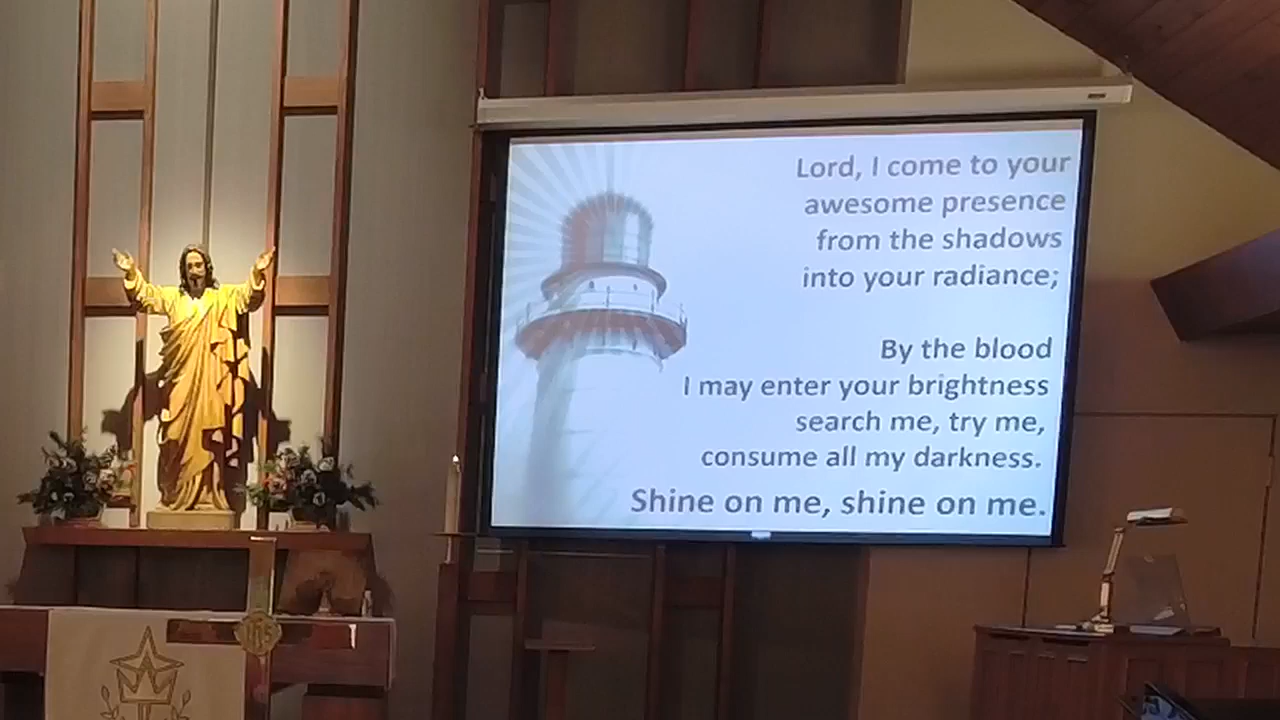 Lord, I come to your
awesome presence
from the shadows
into your radiance;
By the blood
I may enter your brightness
search me, try me,
consume all my darkness.
Shine on me, shine on me.